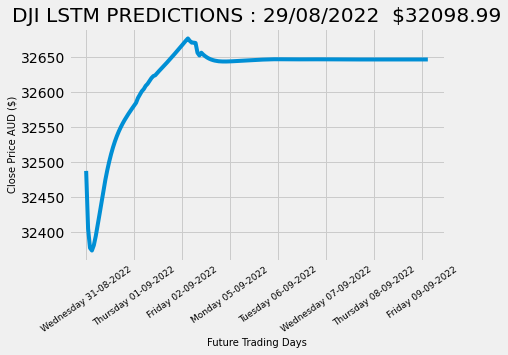 DJI LSTM PREDICTIONS : 29/08/2022 $32098.99
Close Price AUD ($)
32650
32600
32550
32500
32450
32400
Wednesday 31-08-2022
Thursday 01-09-2022
Friday 02-09-2022
Monday 05-09-2022
Tuesday 06-09-2022
Wednesday 07-09-2022
Thursday 08-09-2022
Friday 09-09-2022
Future Trading Days